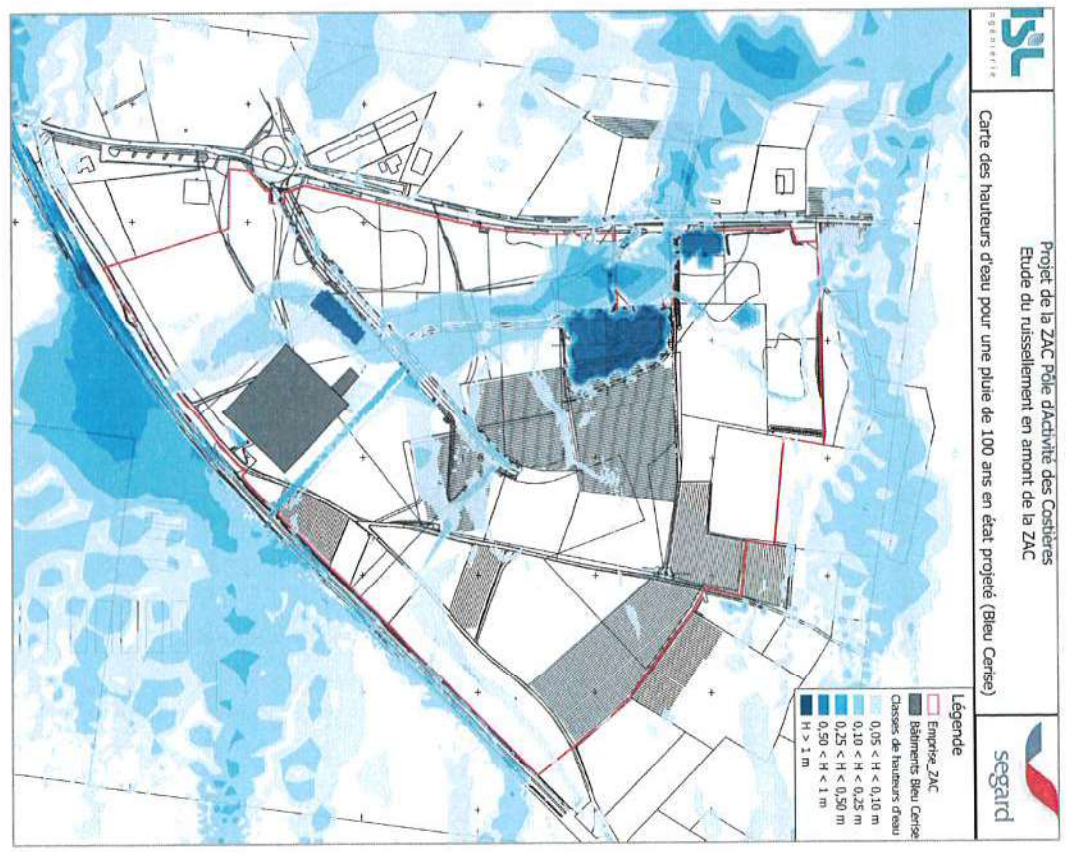 ISL
Ingénierie
Projet de la ZAC Pôle d'Activité des Costières
Etude du ruissellement en amont de la ZAC
Carte des hauteurs d'eau pour une pluie de 100 ans en état projeté (Bleu Cerise)
segard
Légende
Emprise_ZAC
Bâtiments Bleu Cerise
Classes de hauteurs d'eau
0,05 < H < 0,10 m
0,10 < H < 0,25 m
0,25 < H < 0,50 m
0,50 < H < 1 m
H > 1 m